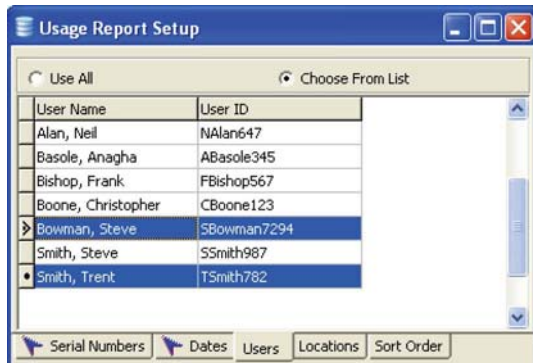 Usage Report Setup
Use All Choose From List
User Name User ID
Alan, Neil NAlan647
Basole, Anagha ABasole345
Bishop, Frank FBishop567
Boone, Christopher CBoone123
Bowman, Steve SBowman7294
Smith, Steve SSmith987
Smith, Trent TSmith782
Serial Numbers Dates Users Locations Sort Order